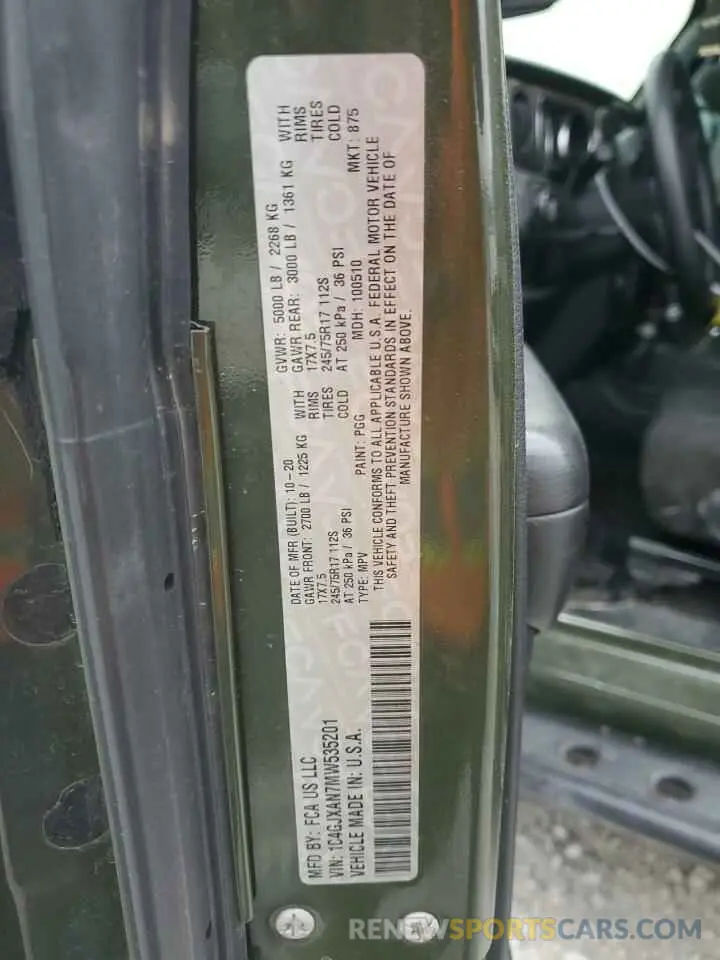 MFD BY: FCA US LLC
DATE OF MFR (BUILT): 10-20
GVWR: 5000 LB / 2268 KG
VIN: 1C4GJXAN7MW535201
GAWR FRONT: 2700 LB / 1225 KG WITH
GAWR REAR: 3000 LB / 1361 KG WITH
17X7.5 RIMS
17X7.5 RIMS
VEHICLE MADE IN: U.S.A.
245/75R17 112S TIRES
245/75R17 112S TIRES
AT 250 kPa / 36 PSI COLD
AT 250 kPa / 36 PSI COLD
TYPE: MPV PAINT: PGG MDH: 100510 MKT: 875
THIS VEHICLE CONFORMS TO ALL APPLICABLE U.S.A. FEDERAL MOTOR VEHICLE
SAFETY AND THEFT PREVENTION STANDARDS IN EFFECT ON THE DATE OF
MANUFACTURE SHOWN ABOVE.
RENEWSPORTSCARS.COM